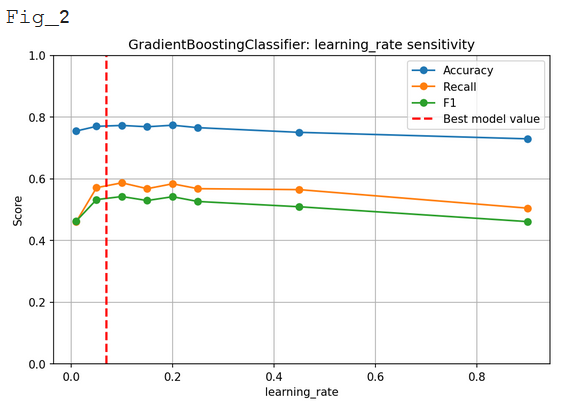 Fig_2
GradientBoostingClassifier: learning_rate sensitivity
1.0
0.8
0.6
0.4
0.2
0.0
Score
Accuracy
Recall
F1
Best model value
0.0 0.2 0.4 0.6 0.8
learning_rate